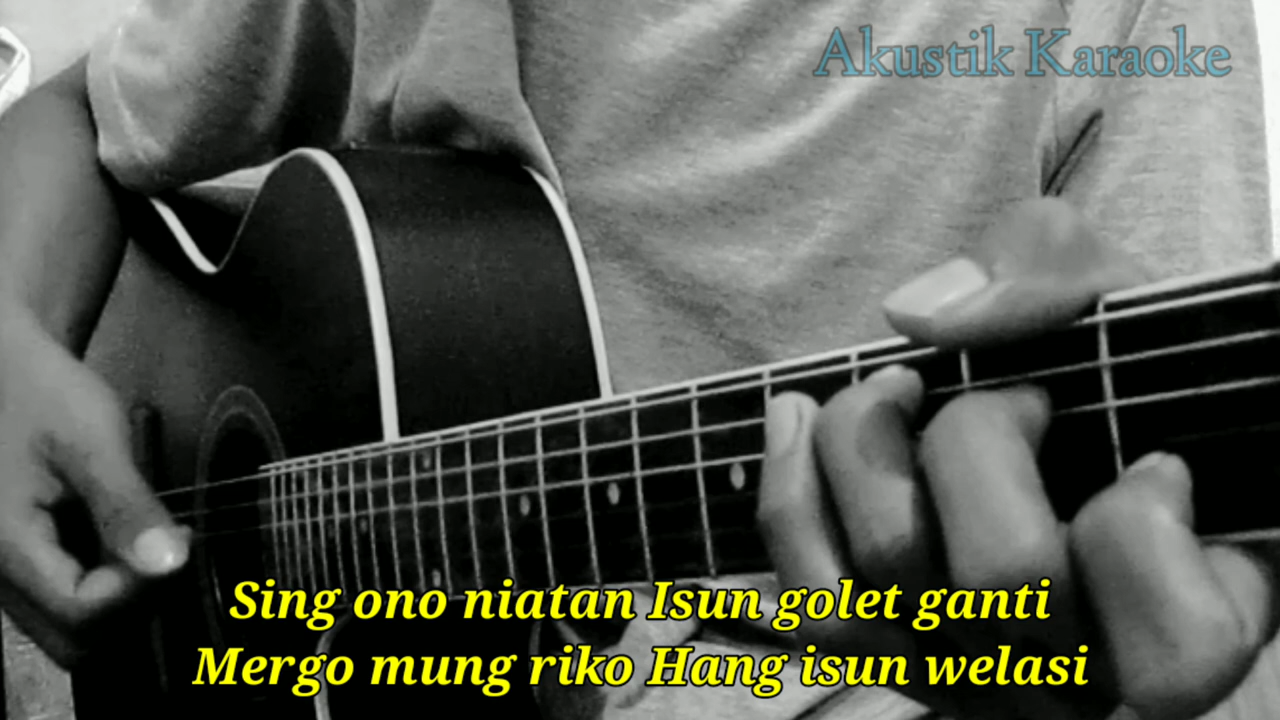 Akustik Karaoke
Sing ono niatan Isun golet ganti
Mergo mung riko Hang isun welasi